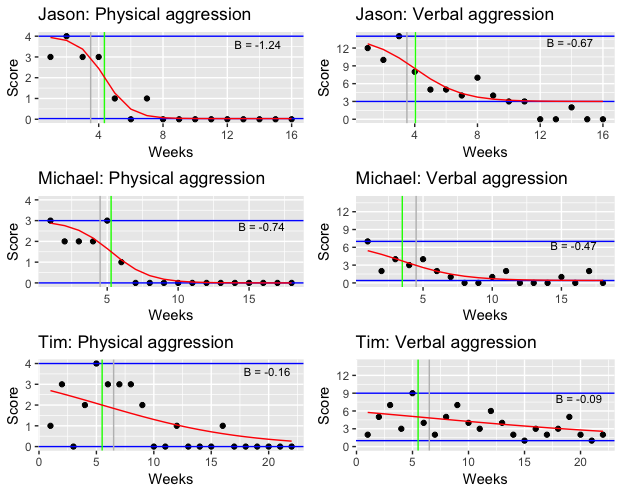 Jason: Physical aggression
B = -1.24
Score
4
3
2
1
0
4 8 12 16
Weeks
Jason: Verbal aggression
B = -0.67
Score
12
9
6
3
0
4 8 12 16
Weeks
Michael: Physical aggression
B = -0.74
Score
4
3
2
1
0
5 10 15
Weeks
Michael: Verbal aggression
B = -0.47
Score
12
9
6
3
0
5 10 15
Weeks
Tim: Physical aggression
B = -0.16
Score
4
3
2
1
0
0 5 10 15 20
Weeks
Tim: Verbal aggression
B = -0.09
Score
12
9
6
3
0
0 5 10 15 20
Weeks